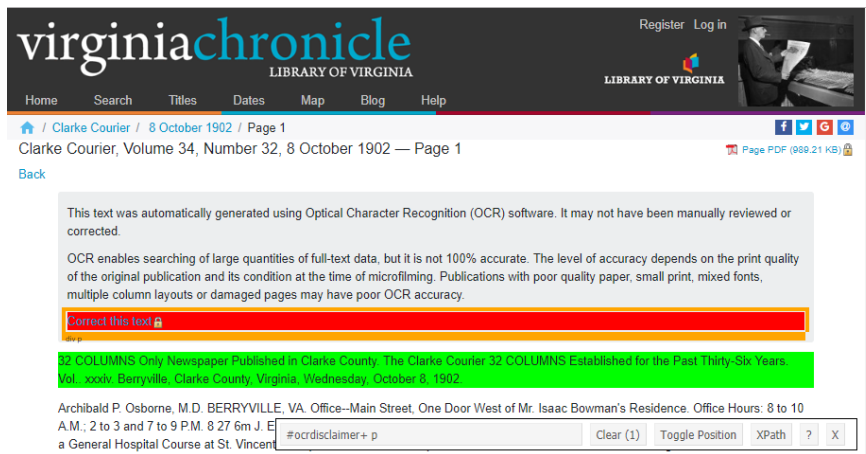 virginiachronicle
LIBRARY OF VIRGINIA
Register Log in
LIBRARY OF VIRGINIA
Home Search Titles Dates Map Blog Help
/ Clarke Courier / 8 October 1902 / Page 1
Clarke Courier, Volume 34, Number 32, 8 October 1902 — Page 1
Page PDF (989.21 KB)
Back
This text was automatically generated using Optical Character Recognition (OCR) software. It may not have been manually reviewed or
corrected.
OCR enables searching of large quantities of full-text data, but it is not 100% accurate. The level of accuracy depends on the print quality
of the original publication and its condition at the time of microfilming. Publications with poor quality paper, small print, mixed fonts,
multiple column layouts or damaged pages may have poor OCR accuracy.
Correct this text
div p
32 COLUMNS Only Newspaper Published in Clarke County. The Clarke Courier 32 COLUMNS Established for the Past Thirty-Six Years.
Vol.. xxxiv. Berryville, Clarke County, Virginia, Wednesday, October 8, 1902.
Archibald P. Osborne, M.D. BERRYVILLE, VA. Office--Main Street, One Door West of Mr. Isaac Bowman's Residence. Office Hours: 8 to 10
A.M.; 2 to 3 and 7 to 9 P.M. 8 27 6m J. E
a General Hospital Course at St. Vincent
#ocrdisclaimer+ p
Clear (1) Toggle Position XPath ? X